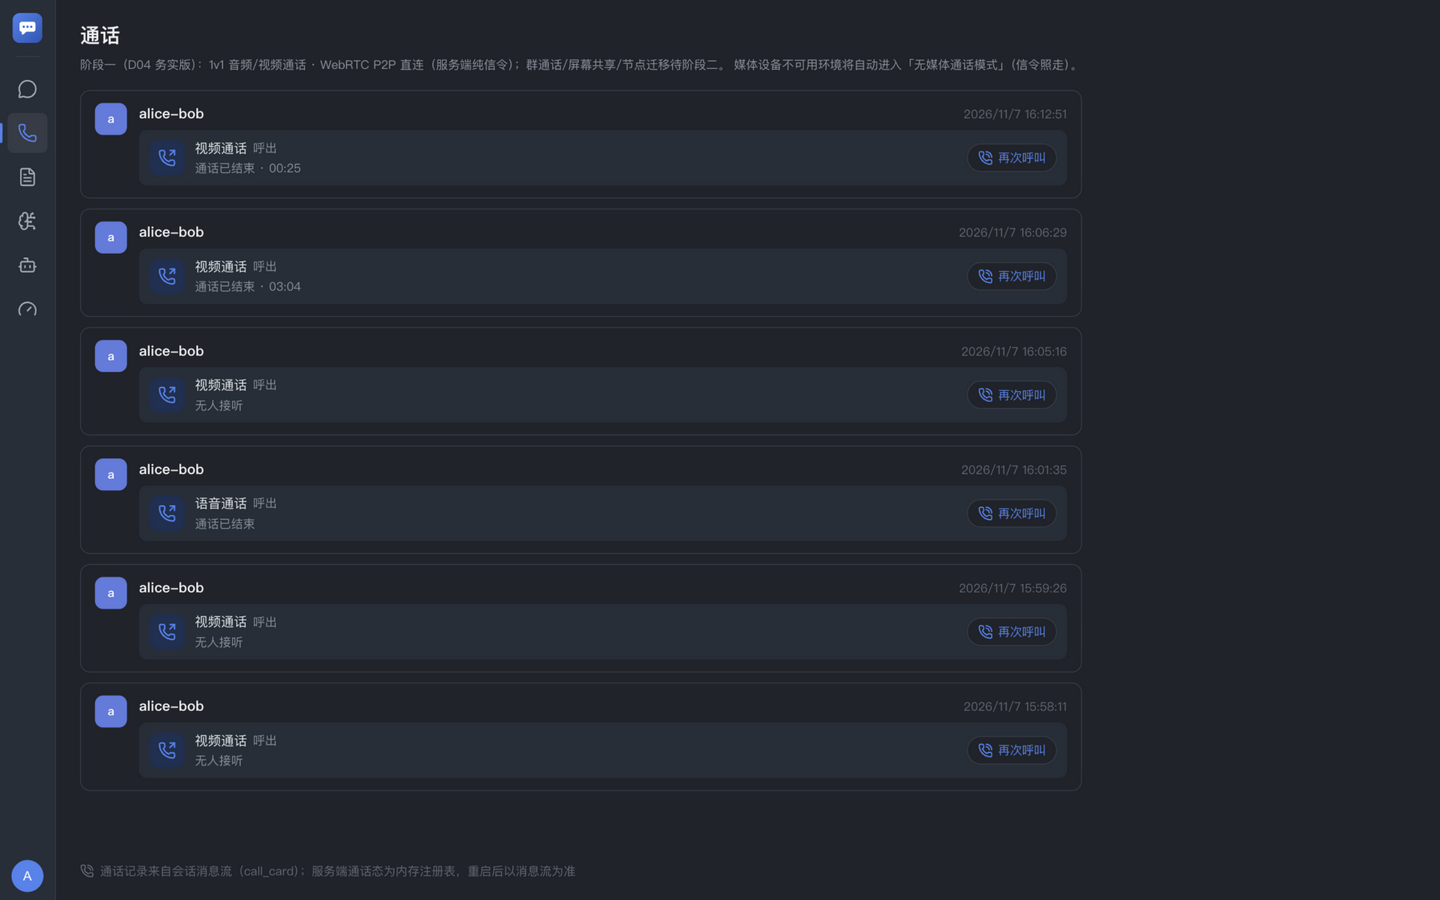 通话
阶段一（D04 务实版）：1v1 音频/视频通话 · WebRTC P2P 直连（服务端纯信令）；群通话/屏幕共享/节点迁移待阶段二。 媒体设备不可用环境将自动进入「无媒体通话模式」（信令照走）。
a alice-bob 2026/11/7 16:12:51
视频通话 呼出
通话已结束 · 00:25
再次呼叫
a alice-bob 2026/11/7 16:06:29
视频通话 呼出
通话已结束 · 03:04
再次呼叫
a alice-bob 2026/11/7 16:05:16
视频通话 呼出
无人接听
再次呼叫
a alice-bob 2026/11/7 16:01:35
语音通话 呼出
通话已结束
再次呼叫
a alice-bob 2026/11/7 15:59:26
视频通话 呼出
无人接听
再次呼叫
a alice-bob 2026/11/7 15:58:11
视频通话 呼出
无人接听
再次呼叫
A
通话记录来自会话消息流（call_card）；服务端通话态为内存注册表，重启后以消息流为准